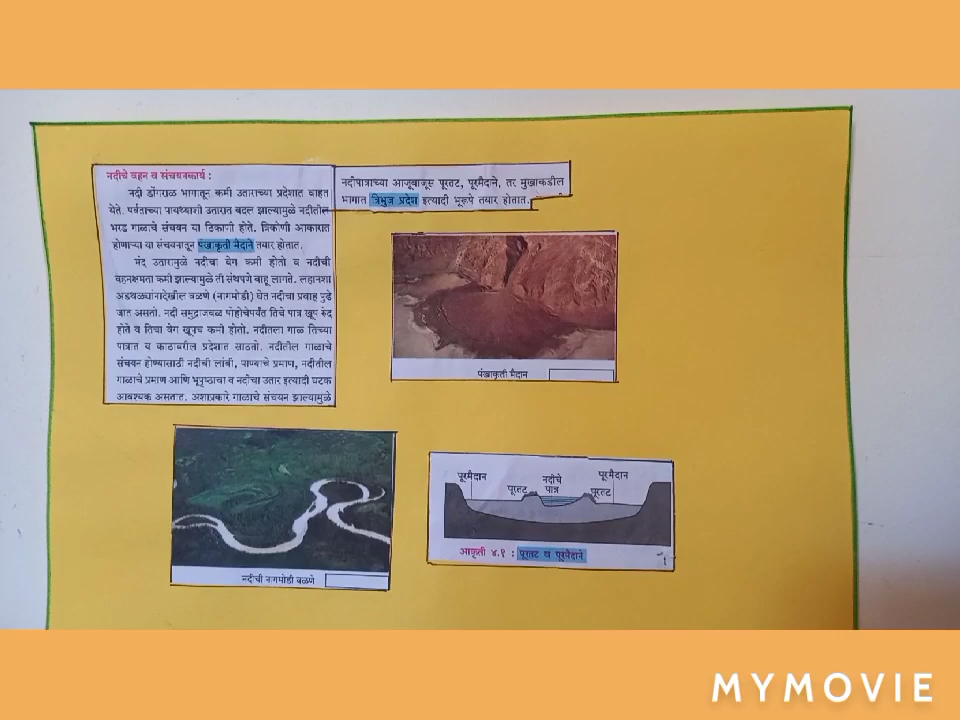 नदीचे वहन व संचयनकार्य :
नदी डोंगराळ भागातून कमी उताराच्या प्रदेशात वाहत
येते. पर्वताच्या पायथ्याशी उतारात बदल झाल्यामुळे नदीतील
भरड गाळाचे संचयन या ठिकाणी होते. त्रिकोणी आकारात
होणाऱ्या या संचयनातून पंखाकृती मैदाने तयार होतात.
मंद उतारामुळे नदीचा वेग कमी होतो व नदीची
वहनक्षमता कमी झाल्यामुळे ती संथपणे वाहू लागते. लहानशा
अडथळ्यांनादेखील वळणे (नागमोडी) घेत नदीचा प्रवाह पुढे
जात असतो. नदी समुद्राजवळ पोहोचेपर्यंत तिचे पात्र खूप रुंद
होते व तिचा वेग खूपच कमी होतो. नदीतला गाळ तिच्या
पात्रात व काठावरील प्रदेशात साठतो. नदीतील गाळाचे
संचयन होण्यासाठी नदीची लांबी, पाण्याचे प्रमाण, नदीतील
गाळाचे प्रमाण आणि भूपृष्ठाचा व नदीचा उतार इत्यादी घटक
आवश्यक असतात. अशाप्रकारे गाळाचे संचयन झाल्यामुळे
नदीपात्राच्या आजूबाजूस पूरतट, पूरमैदाने, तर मुखाकडील
भागात त्रिभुज प्रदेश इत्यादी भूरूपे तयार होतात.
पंखाकृती मैदान
नदीची नागमोडी वळणे
पूरमैदान
पूरतट
नदीचे
पात्र
पूरतट
पूरमैदान
आकृती ४.१ : पूरतट व पूरमैदाने
MYMOVIE